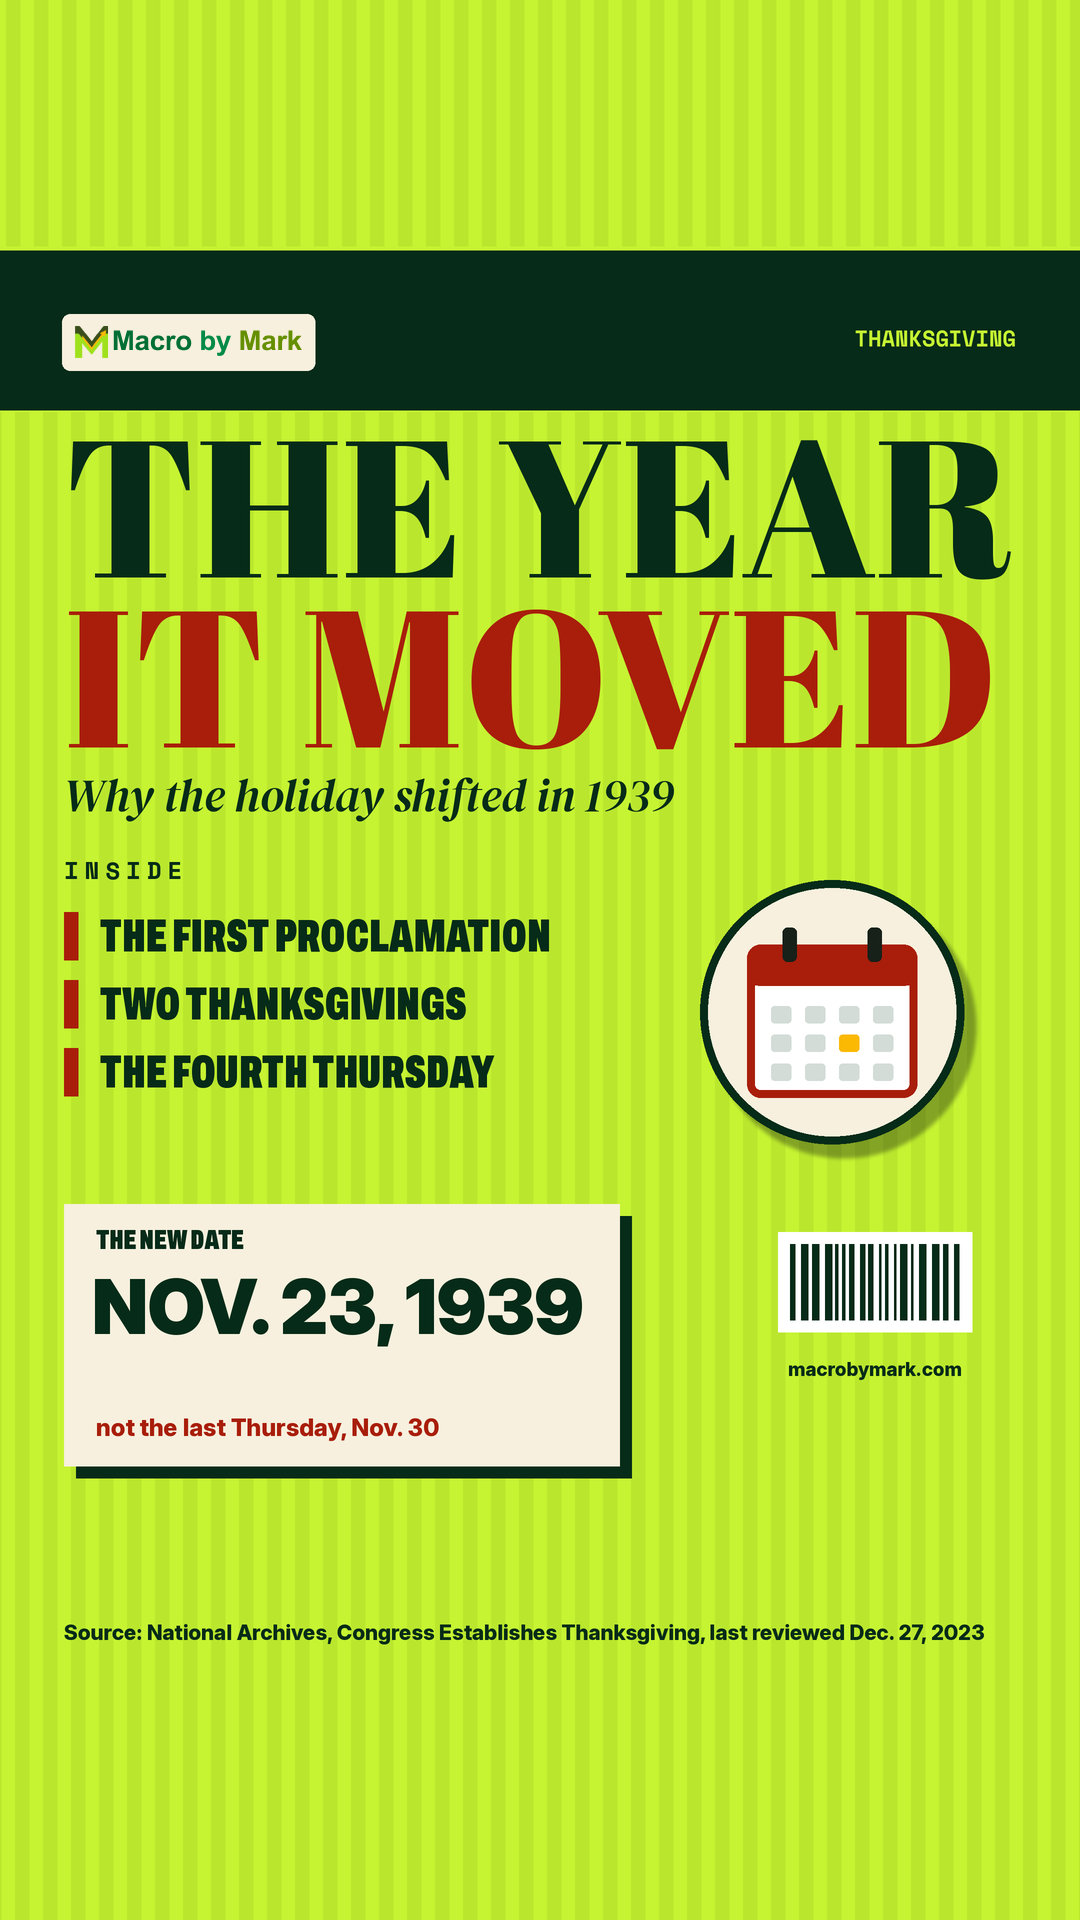 Macro by Mark
THANKSGIVING
THE YEAR
IT MOVED
Why the holiday shifted in 1939
INSIDE
THE FIRST PROCLAMATION
TWO THANKSGIVINGS
THE FOURTH THURSDAY
THE NEW DATE
NOV. 23, 1939
not the last Thursday, Nov. 30
macrobymark.com
Source: National Archives, Congress Establishes Thanksgiving, last reviewed Dec. 27, 2023